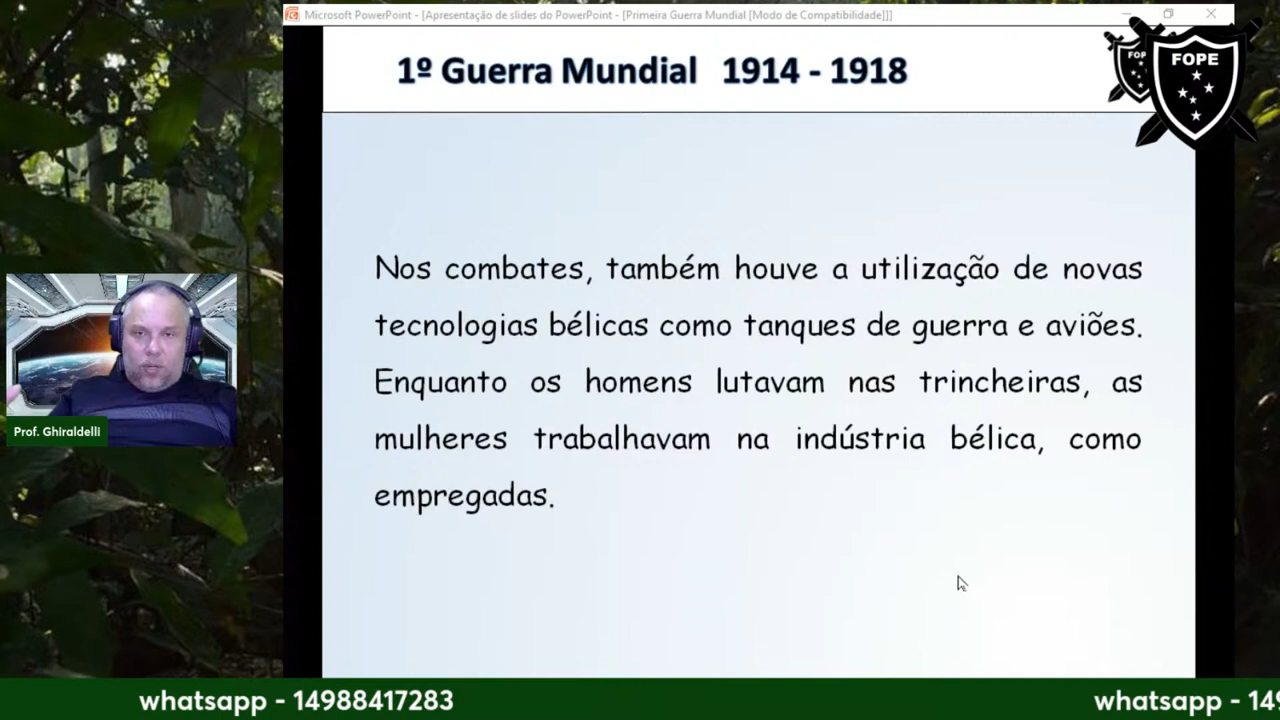 Microsoft PowerPoint - [Apresentação de slides do PowerPoint - [Primeira Guerra Mundial [Modo de Compatibilidade]]]
1º Guerra Mundial 1914 - 1918
FOP
FOPE
Nos combates, também houve a utilização de novas
tecnologias bélicas como tanques de guerra e aviões.
Enquanto os homens lutavam nas trincheiras, as
mulheres trabalhavam na indústria bélica, como
empregadas.
Prof. Ghiraldelli
whatsapp - 14988417283
whatsapp - 149